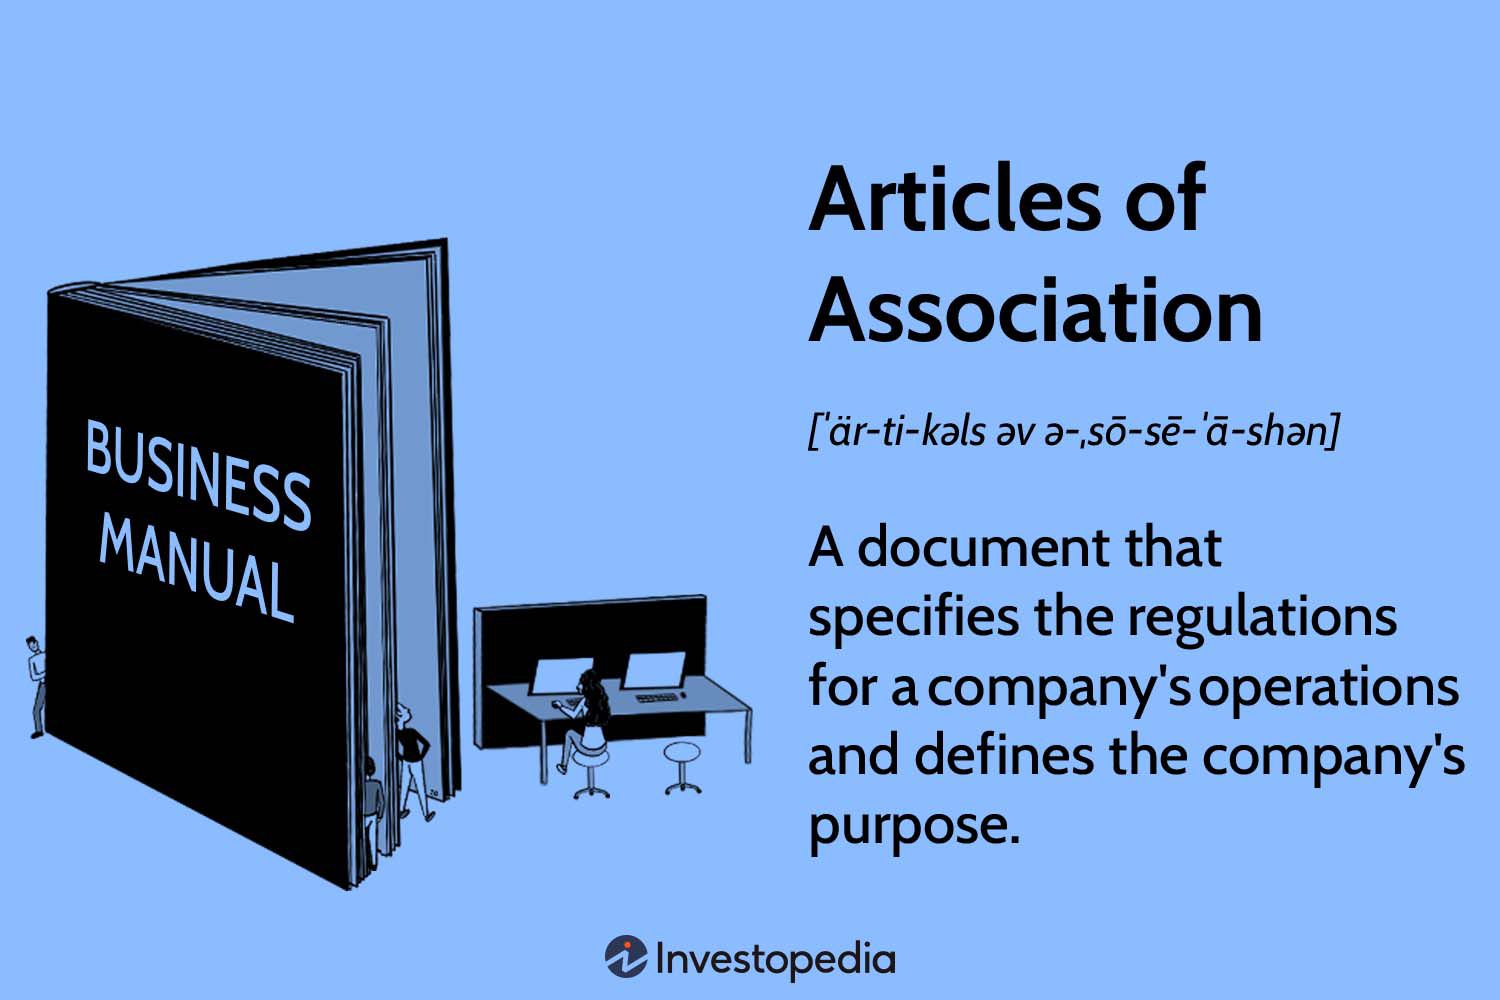 BUSINESS
MANUAL
Articles of
Association
[ˈär-ti-kəls əv ə-ˌsō-sē-ˈā-shən]
A document that
specifies the regulations
for a company's operations
and defines the company's
purpose.
Investopedia